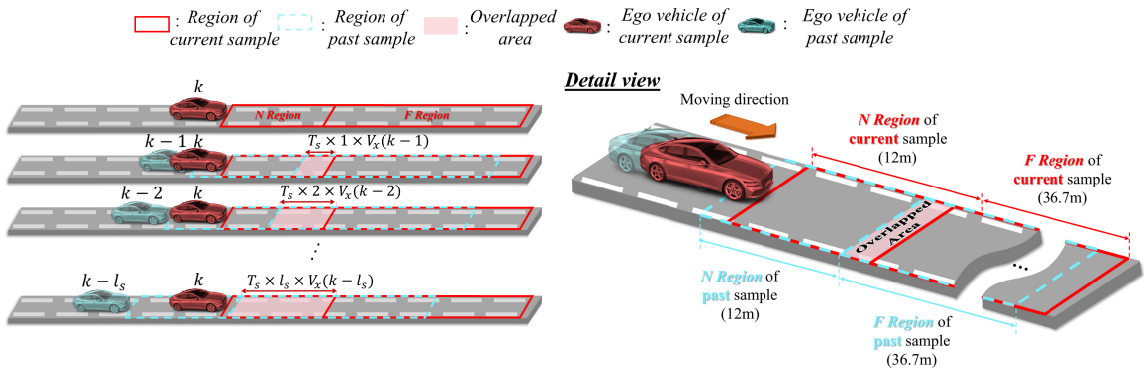 : Region of
current sample
: Region of
past sample
: Overlapped
area
: Ego vehicle of
current sample
: Ego vehicle of
past sample
k
N Region
F Region
k − 1 k
T_s × 1 × V_x(k−1)
k − 2 k
T_s × 2 × V_x(k−2)
⋮
k − l_s k
T_s × l_s × V_x(k−l_s)
Detail view
Moving direction
N Region of
current sample
(12m)
F Region of
current sample
(36.7m)
Overlapped
Area
...
N Region of
past sample
(12m)
F Region of
past sample
(36.7m)